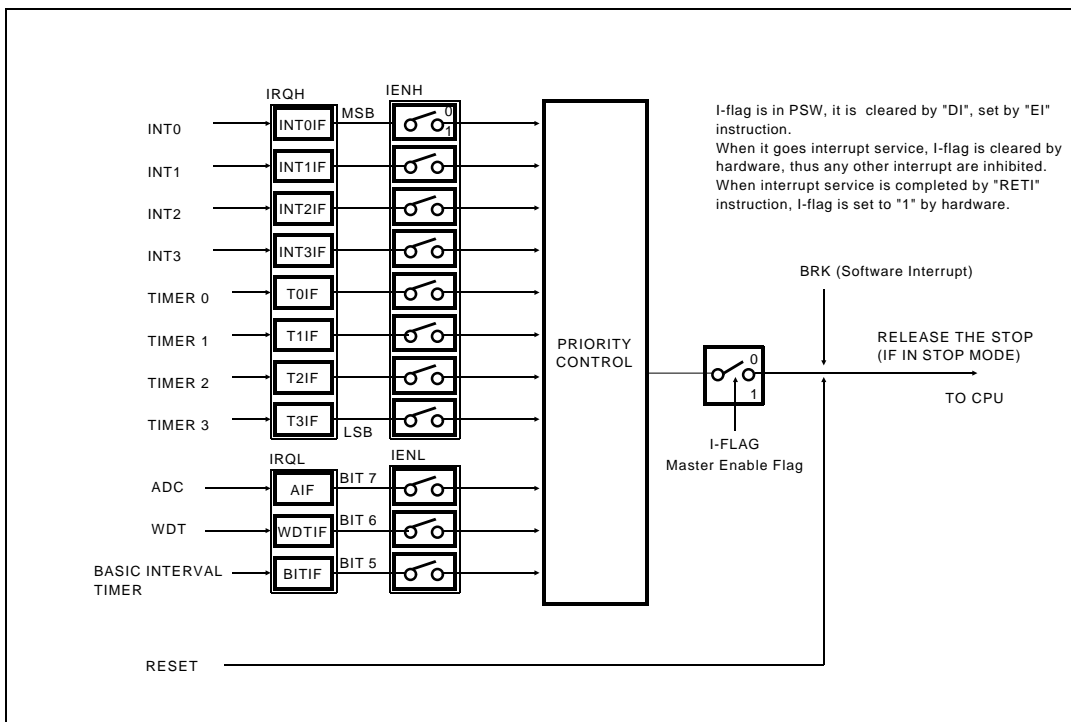 IRQH
IENH
MSB
INT0
INT0IF
0
1
INT1
INT1IF
INT2
INT2IF
INT3
INT3IF
TIMER 0
T0IF
TIMER 1
T1IF
TIMER 2
T2IF
TIMER 3
T3IF
LSB
IRQL
IENL
ADC
AIF
BIT 7
WDT
WDTIF
BIT 6
BASIC INTERVAL
TIMER
BITIF
BIT 5
RESET
PRIORITY
CONTROL
I-flag is in PSW, it is cleared by "DI", set by "EI"
instruction.
When it goes interrupt service, I-flag is cleared by
hardware, thus any other interrupt are inhibited.
When interrupt service is completed by "RETI"
instruction, I-flag is set to "1" by hardware.
BRK (Software Interrupt)
0
1
I-FLAG
Master Enable Flag
RELEASE THE STOP
(IF IN STOP MODE)
TO CPU